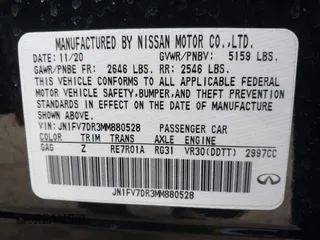 MANUFACTURED BY NISSAN MOTOR CO.,LTD.
DATE: 11/20 GVWR/PNBV: 5159 LBS.
GAWR/PNBE FR: 2646 LBS. RR: 2546 LBS.
THIS VEHICLE CONFORMS TO ALL APPLICABLE FEDERAL
MOTOR VEHICLE SAFETY, BUMPER, AND THEFT PREVENTION
STANDARDS IN EFFECT ON THE DATE OF MANUFACTURE
SHOWN ABOVE.
VIN: JN1FV7DR3MM880528 PASSENGER CAR
COLOR TRIM TRANS AXLE ENGINE
GAG Z RE7R01A RG31 VR30(DDTT) 2997CC
JN1FV7DR3MM880528
INFINITI